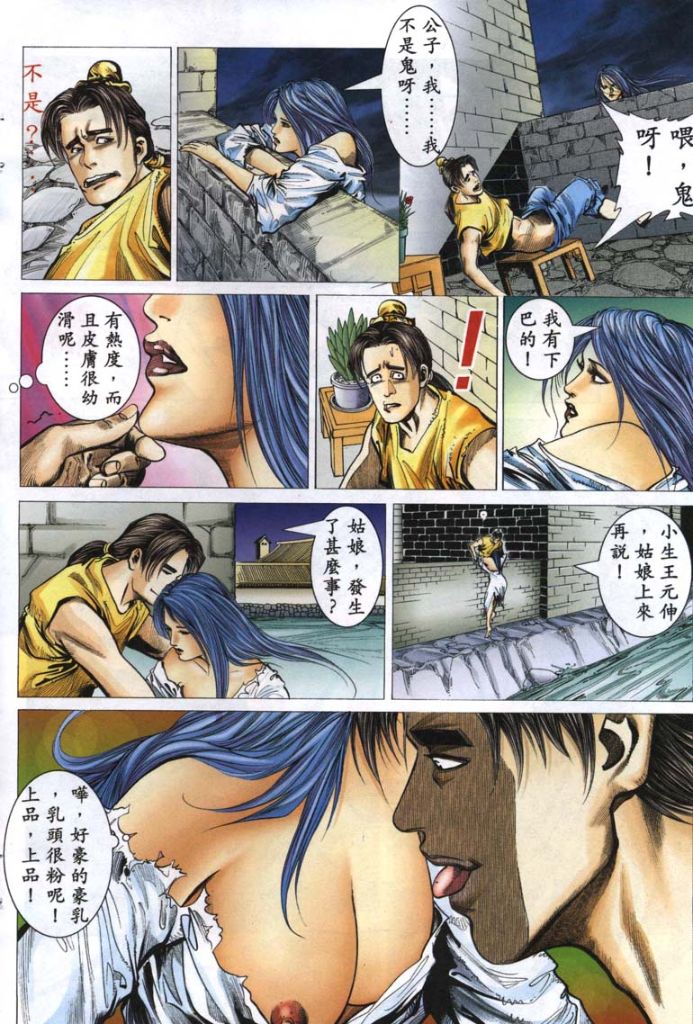 喂，鬼
呀！
公子，我……我
不是鬼呀………
不是？…
我有下
巴的！
有熱度，而
且皮膚很幼
滑呢……
小生王元伸
，姑娘上來
再說！
姑娘，發生
了甚麼事？
嘩，好豪的豪乳
，乳頭很粉呢！
上品，上品！